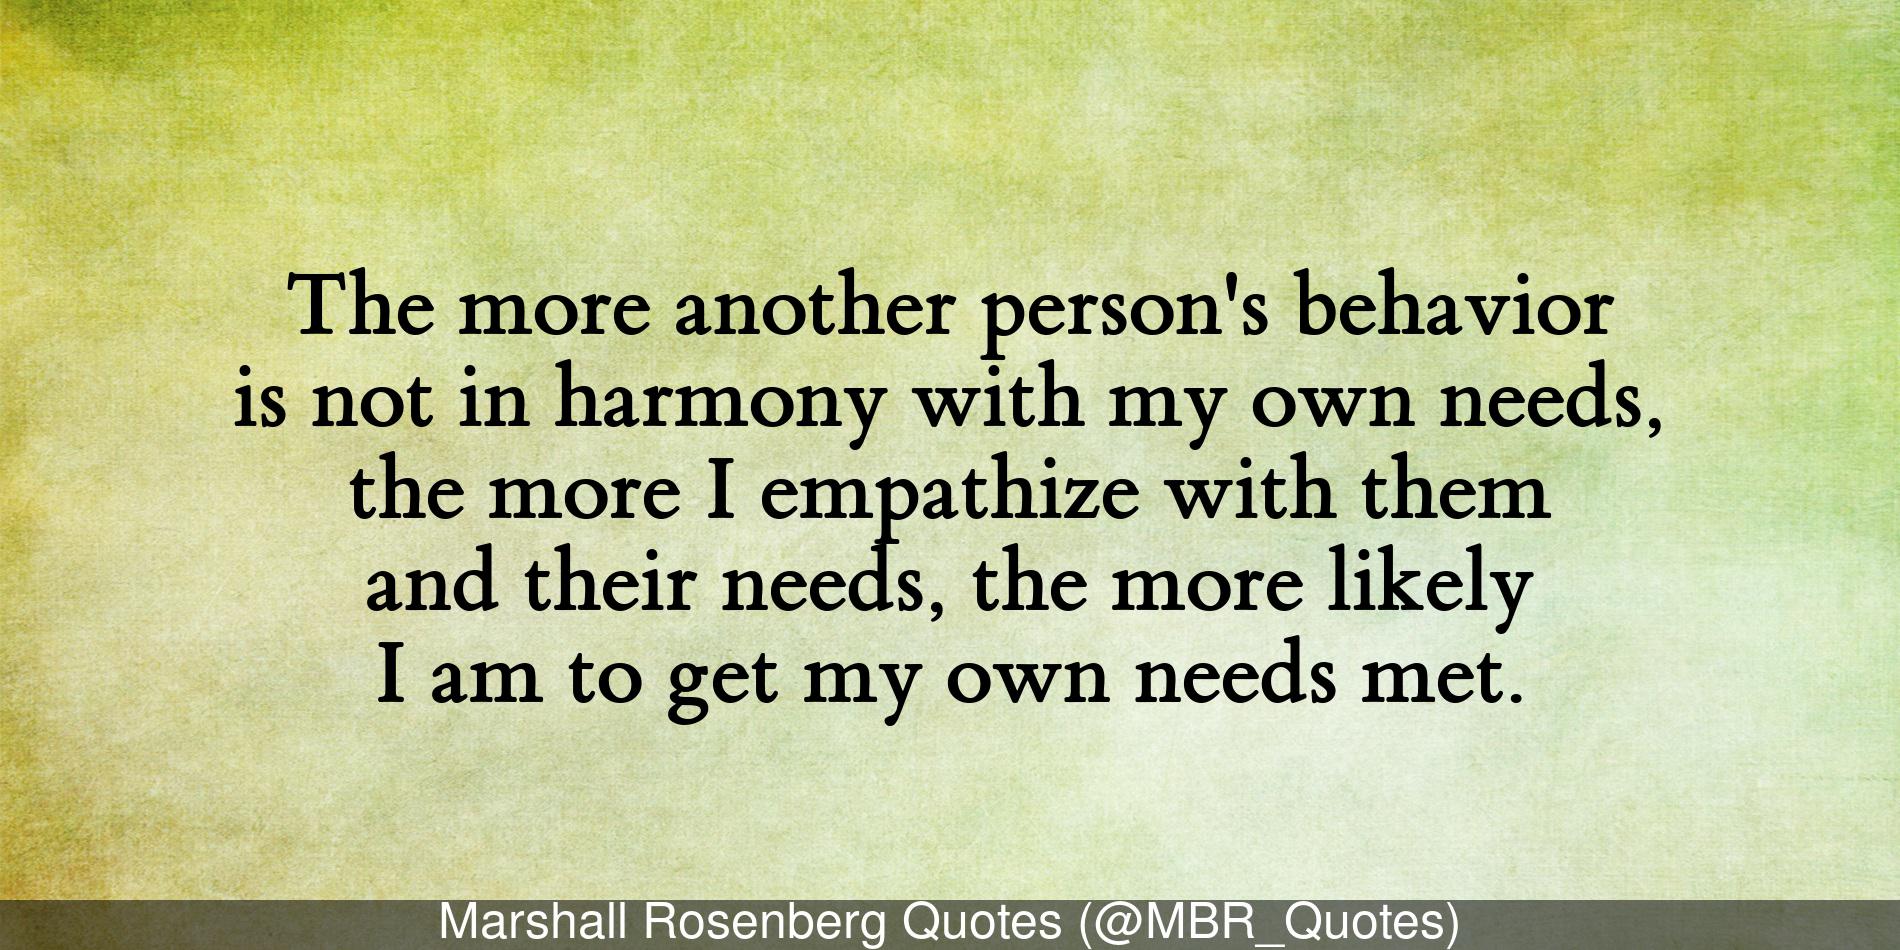 The more another person's behavior
is not in harmony with my own needs,
the more I empathize with them
and their needs, the more likely
I am to get my own needs met.
Marshall Rosenberg Quotes (@MBR_Quotes)